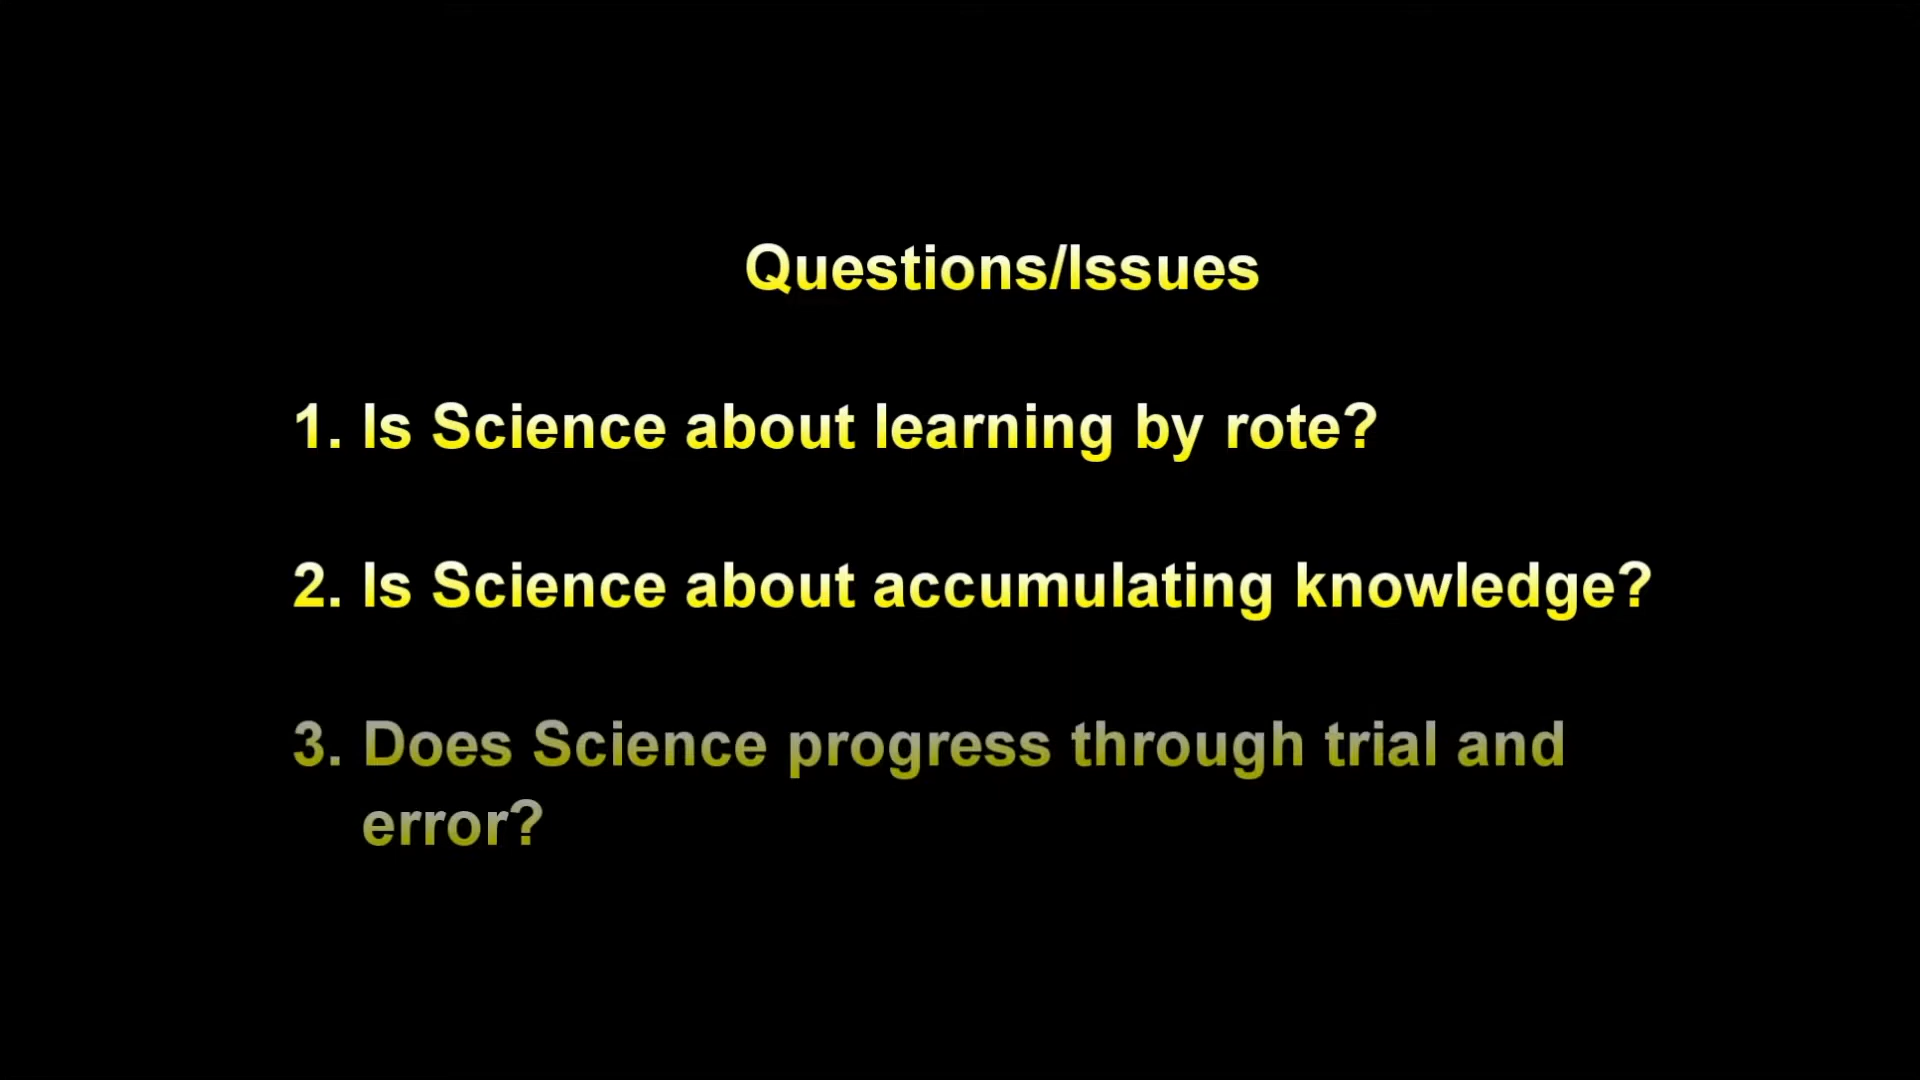 Questions/Issues
1. Is Science about learning by rote?
2. Is Science about accumulating knowledge?
3. Does Science progress through trial and
error?